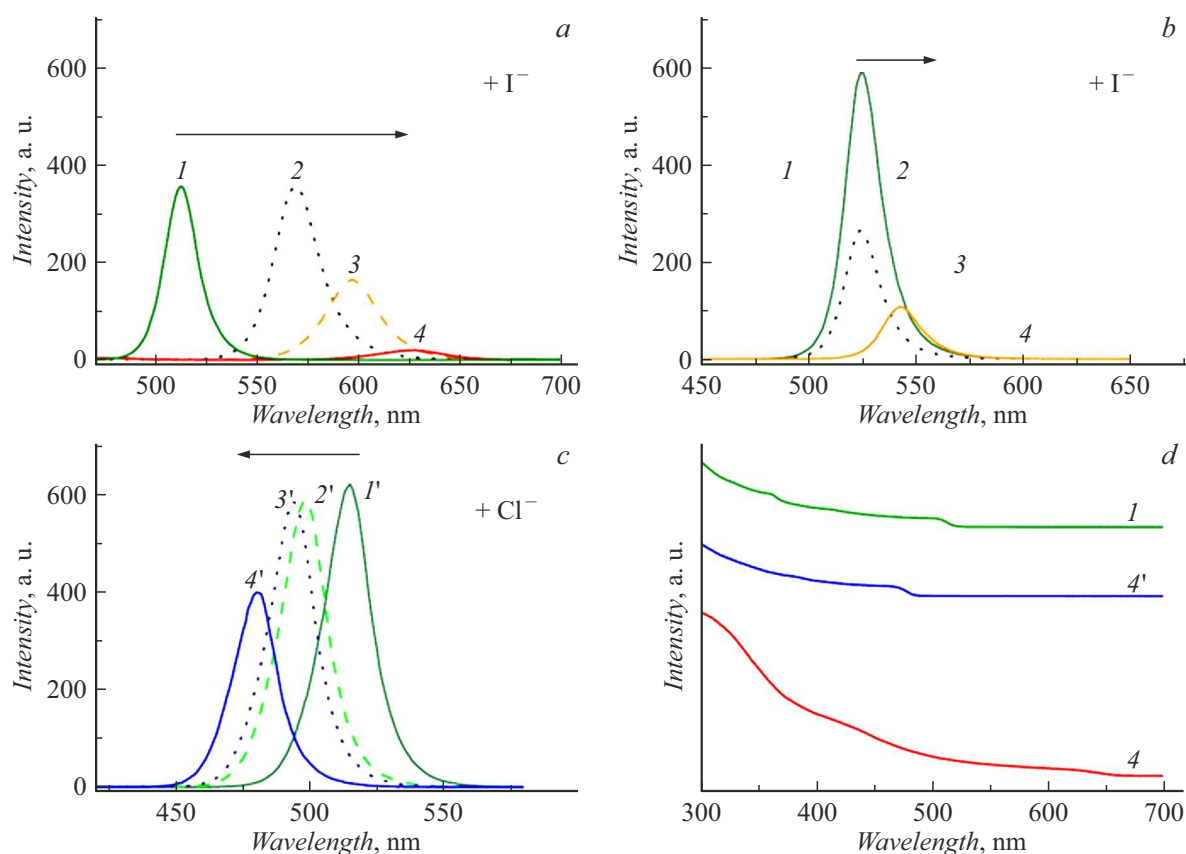 a
600
+ I⁻
400
1
2
200
3
4
0
500 550 600 650 700
Intensity, a. u.
Wavelength, nm
b
600
+ I⁻
400
1
2
200
3
4
0
450 500 550 600 650
Intensity, a. u.
Wavelength, nm
c
600
3' 2' 1'
+ Cl⁻
400
4'
200
0
450 500 550
Intensity, a. u.
Wavelength, nm
d
1
4'
4
300 400 500 600 700
Intensity, a. u.
Wavelength, nm